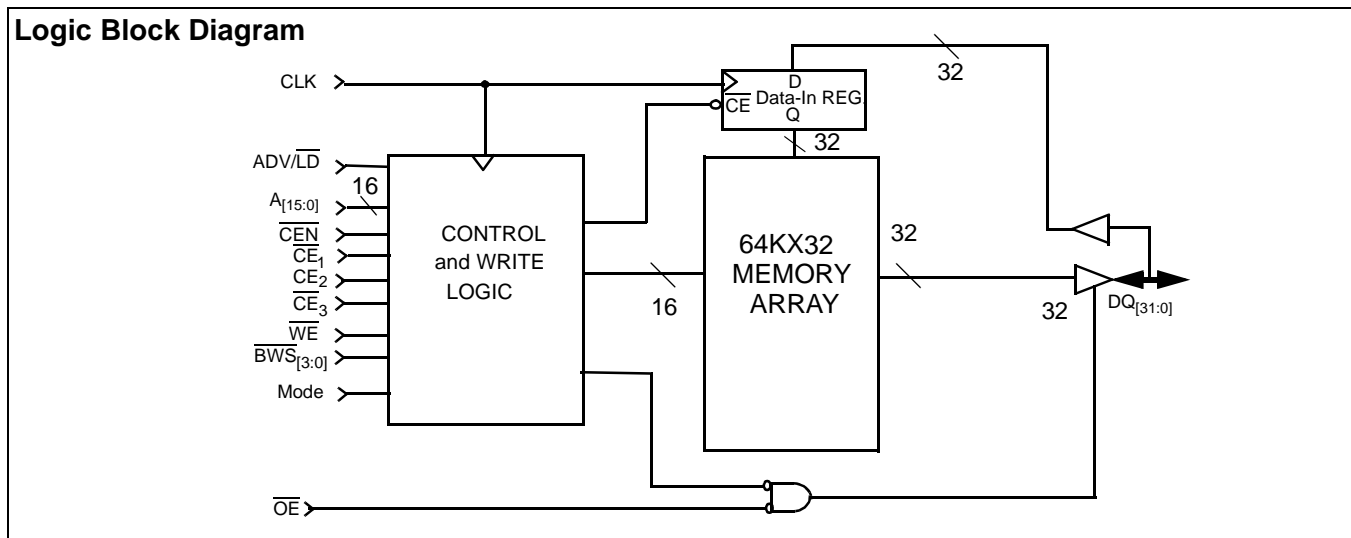 Logic Block Diagram
32
CLK
D
CE Data-In REG.
Q
32
ADV/LD
16
A[15:0]
CEN
CE1
CE2
CE3
WE
BWS[3:0]
Mode
CONTROL
and WRITE
LOGIC
16
64KX32
MEMORY
ARRAY
32
32
DQ[31:0]
OE